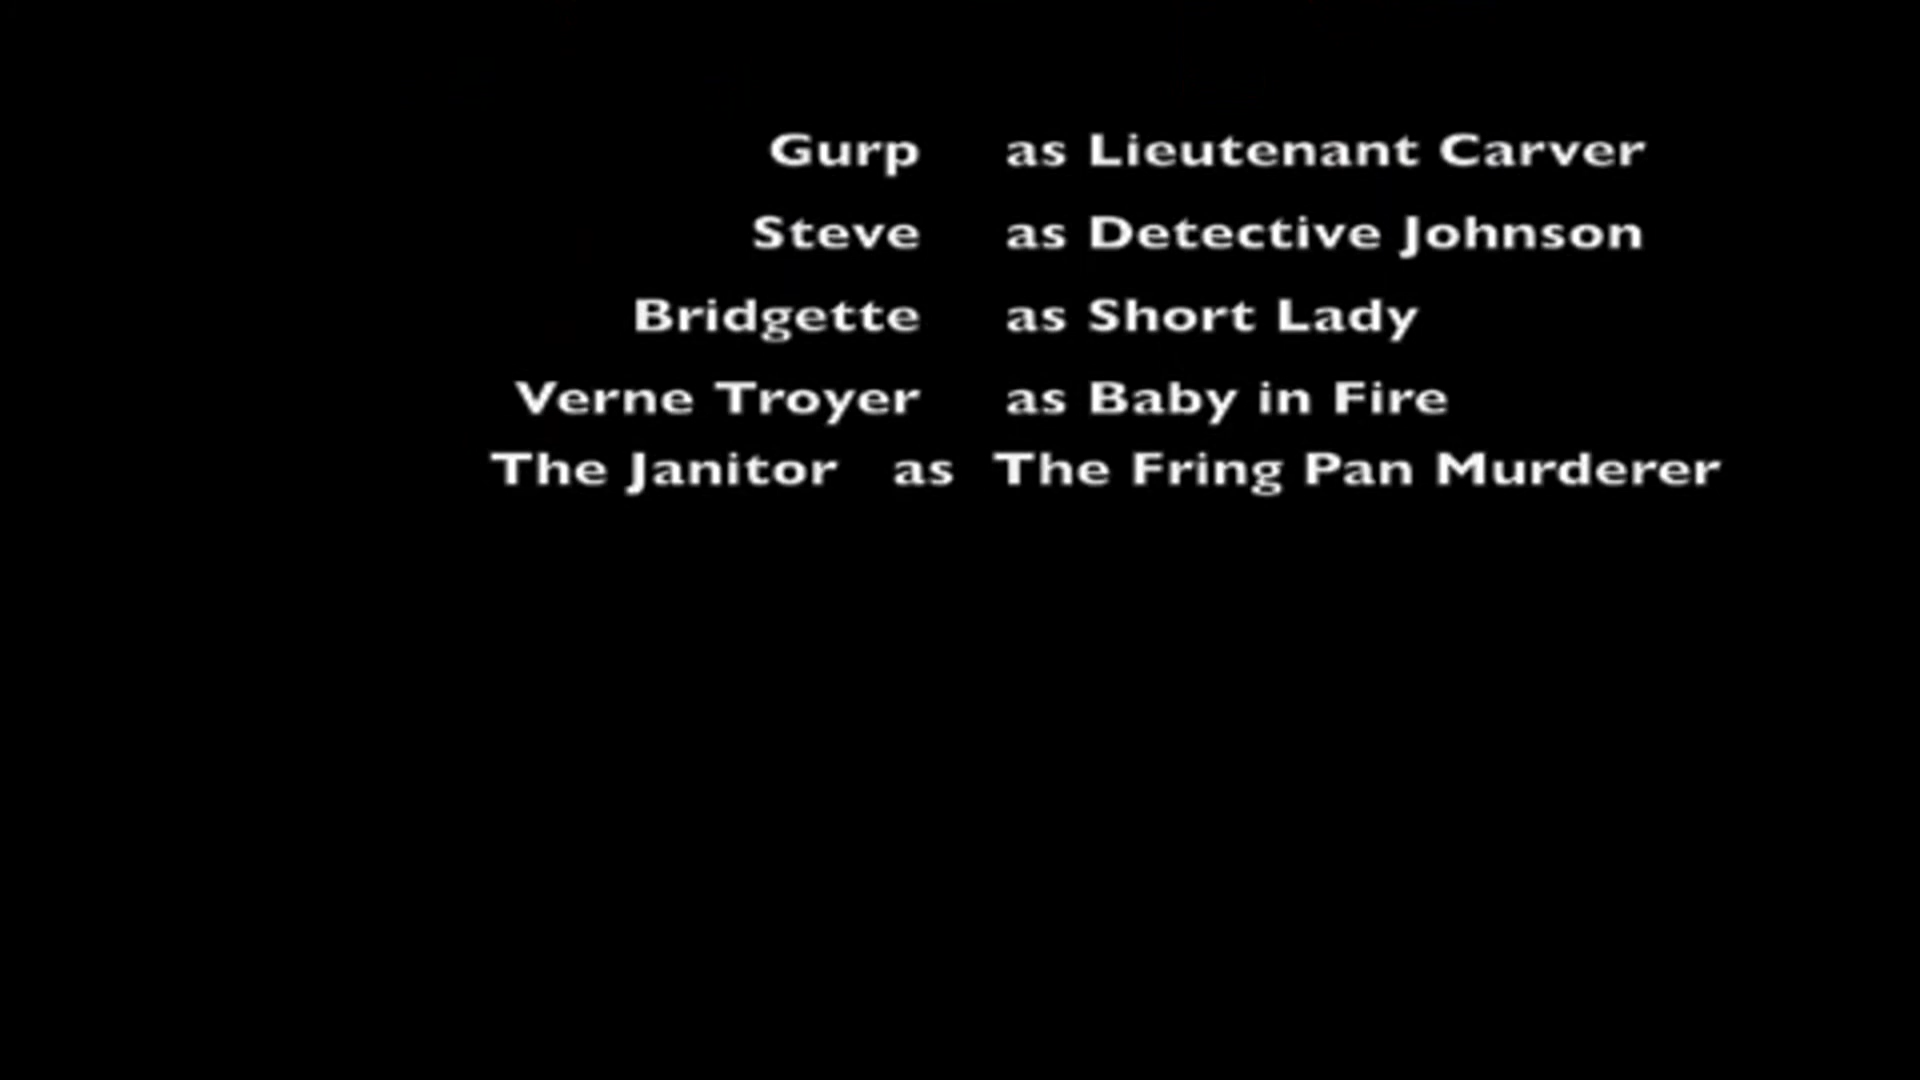 Gurp as Lieutenant Carver
Steve as Detective Johnson
Bridgette as Short Lady
Verne Troyer as Baby in Fire
The Janitor as The Fring Pan Murderer